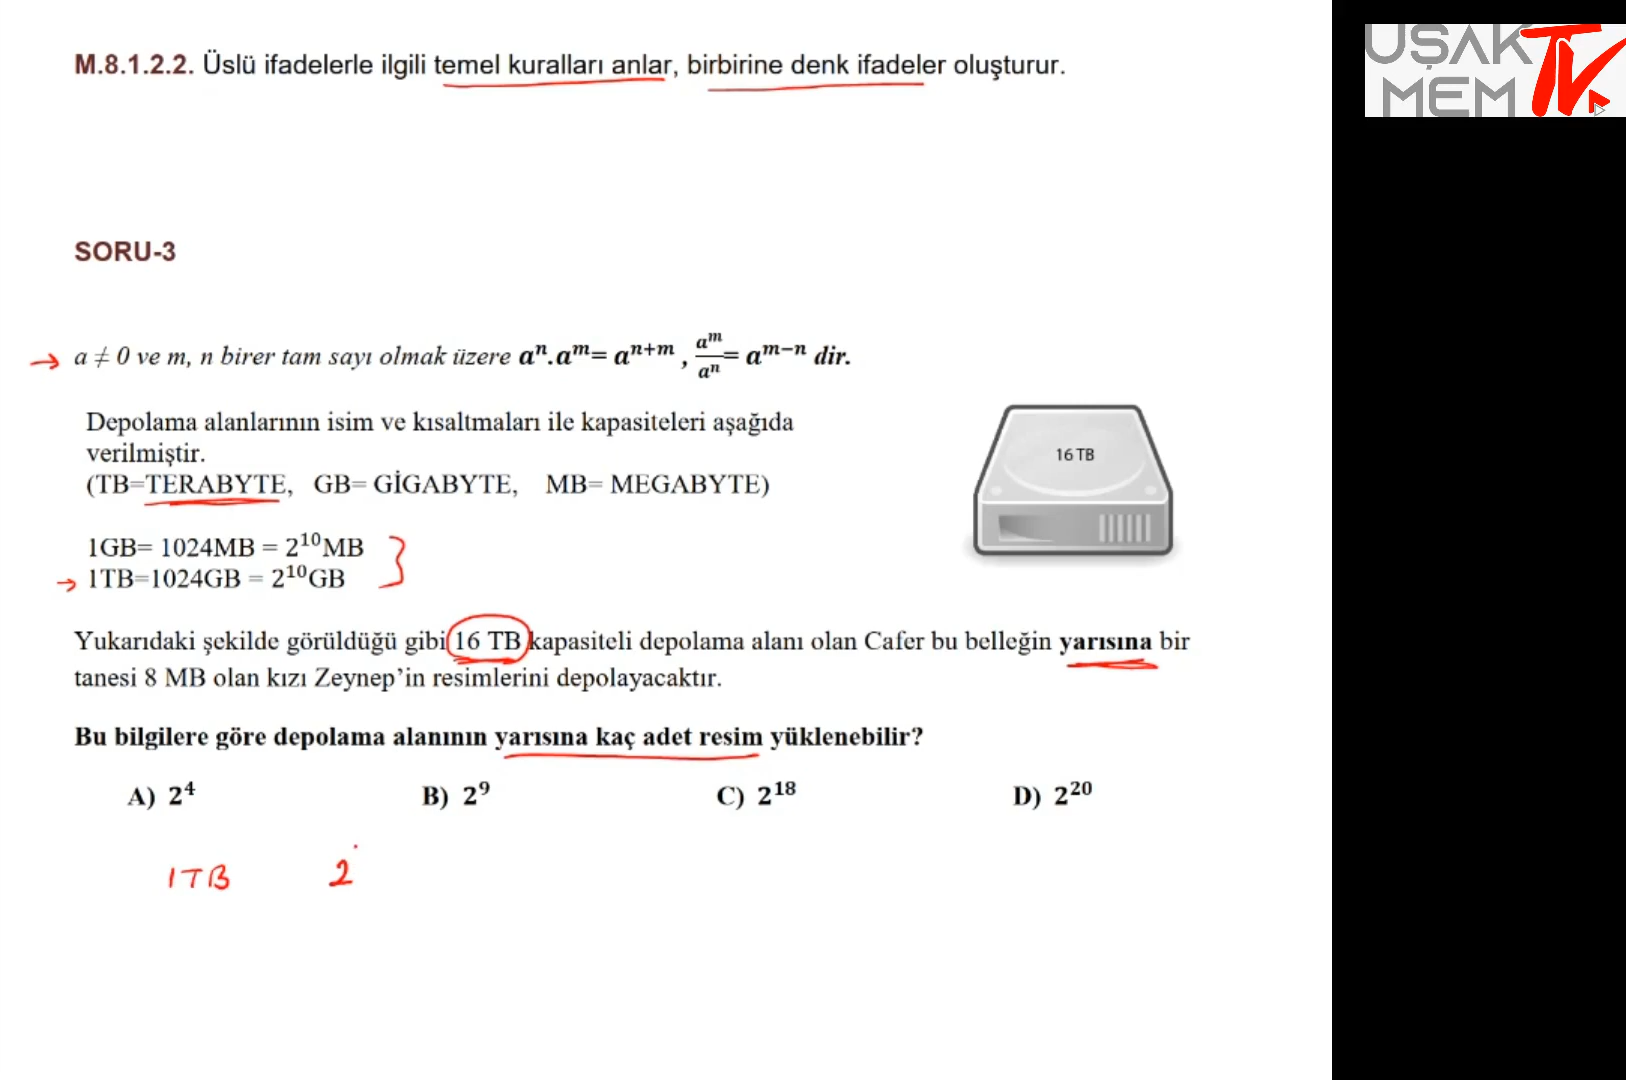 M.8.1.2.2. Üslü ifadelerle ilgili temel kuralları anlar, birbirine denk ifadeler oluşturur.
UŞAK
MEM TV
SORU-3
a ≠ 0 ve m, n birer tam sayı olmak üzere aⁿ.aᵐ= aⁿ⁺ᵐ , aᵐ/aⁿ = aᵐ⁻ⁿ dir.
Depolama alanlarının isim ve kısaltmaları ile kapasiteleri aşağıda
verilmiştir.
(TB=TERABYTE, GB= GİGABYTE, MB= MEGABYTE)
16 TB
1GB= 1024MB = 2¹⁰MB
1TB=1024GB = 2¹⁰GB
Yukarıdaki şekilde görüldüğü gibi 16 TB kapasiteli depolama alanı olan Cafer bu belleğin yarısına bir
tanesi 8 MB olan kızı Zeynep’in resimlerini depolayacaktır.
Bu bilgilere göre depolama alanının yarısına kaç adet resim yüklenebilir?
A) 2⁴ B) 2⁹ C) 2¹⁸ D) 2²⁰
1TB 2